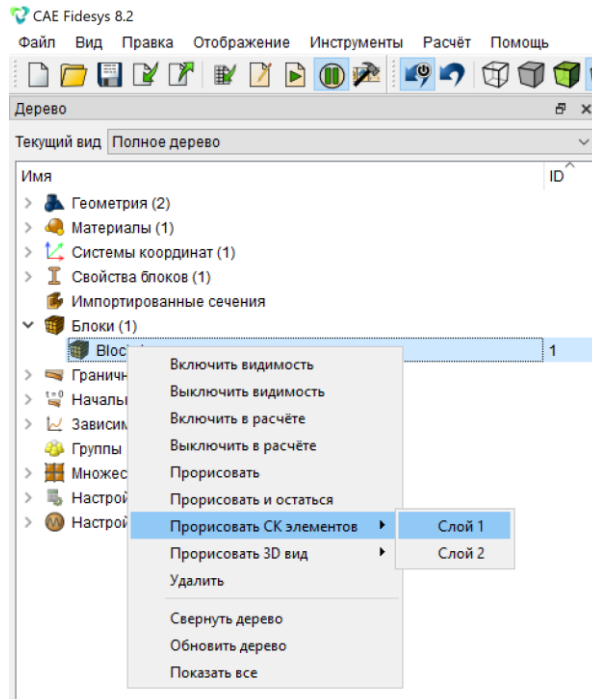 CAE Fidesys 8.2
Файл Вид Правка Отображение Инструменты Расчёт Помощь
Дерево
Текущий вид Полное дерево
Имя ID
Геометрия (2)
Материалы (1)
Системы координат (1)
Свойства блоков (1)
Импортированные сечения
Блоки (1)
1
Включить видимость
Выключить видимость
Включить в расчёте
Выключить в расчёте
Группы
Прорисовать
Прорисовать и остаться
Прорисовать СК элементов Слой 1
Прорисовать 3D вид Слой 2
Удалить
Свернуть дерево
Обновить дерево
Показать все